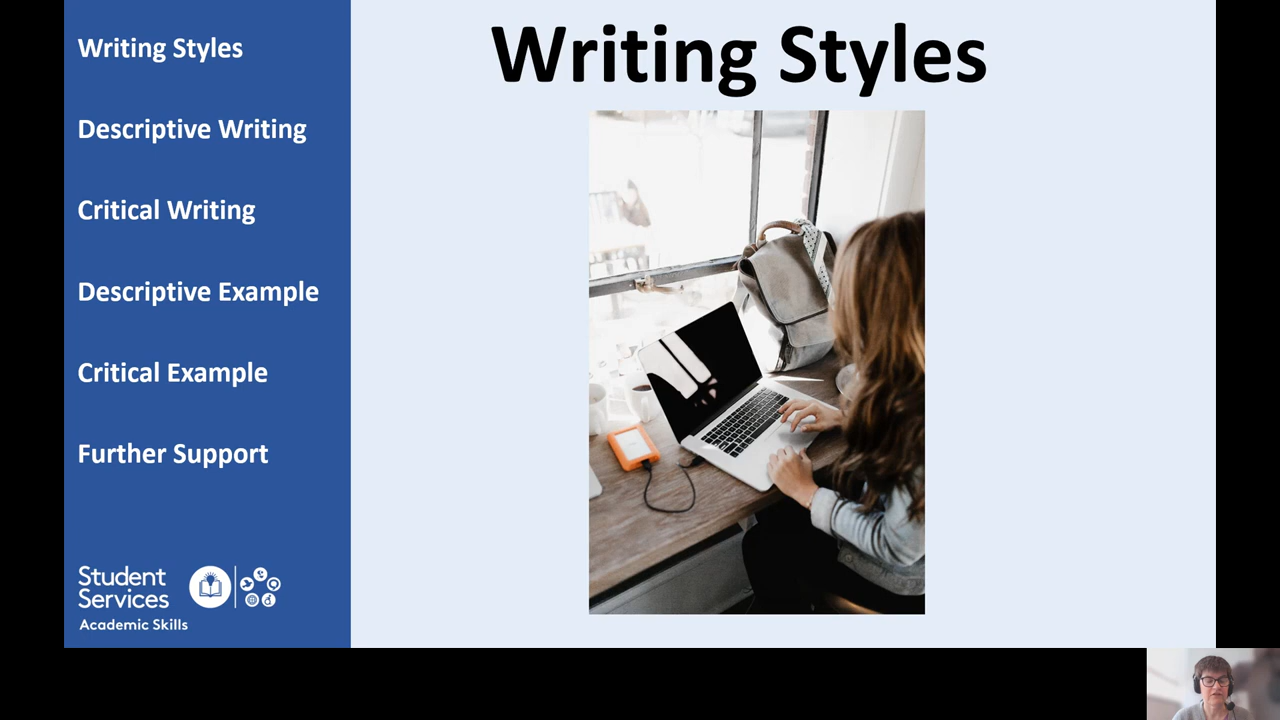 Writing Styles
Descriptive Writing
Critical Writing
Descriptive Example
Critical Example
Further Support
Student
Services
Academic Skills
Writing Styles